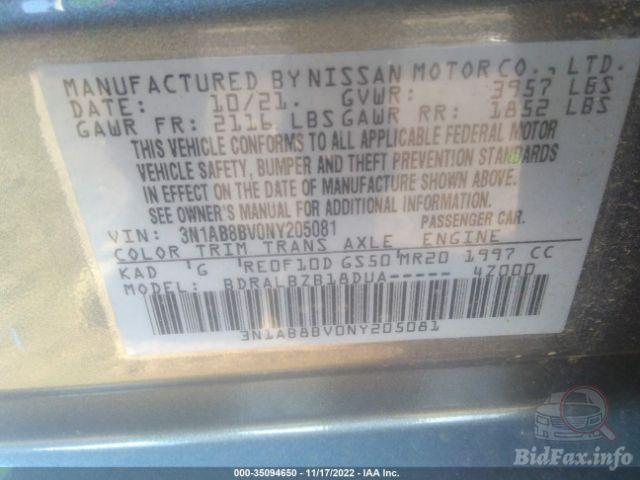 MANUFACTURED BY NISSAN MOTOR CO., LTD.
DATE: 10/21. GVWR: 3957 LBS
GAWR FR: 2116 LBS GAWR RR: 1852 LBS
THIS VEHICLE CONFORMS TO ALL APPLICABLE FEDERAL MOTOR
VEHICLE SAFETY, BUMPER AND THEFT PREVENTION STANDARDS
IN EFFECT ON THE DATE OF MANUFACTURE SHOWN ABOVE.
SEE OWNER'S MANUAL FOR ADDITIONAL INFORMATION.
VIN: 3N1AB8BV0NY205081 PASSENGER CAR.
COLOR TRIM TRANS AXLE ENGINE
KAD G RE0F10D GS50 MR20 1997 CC
MODEL: BDRALBZB18DUA----- 47000
3N1AB8BV0NY205081
BidFax.info
000-35094650 - 11/17/2022 - IAA Inc.